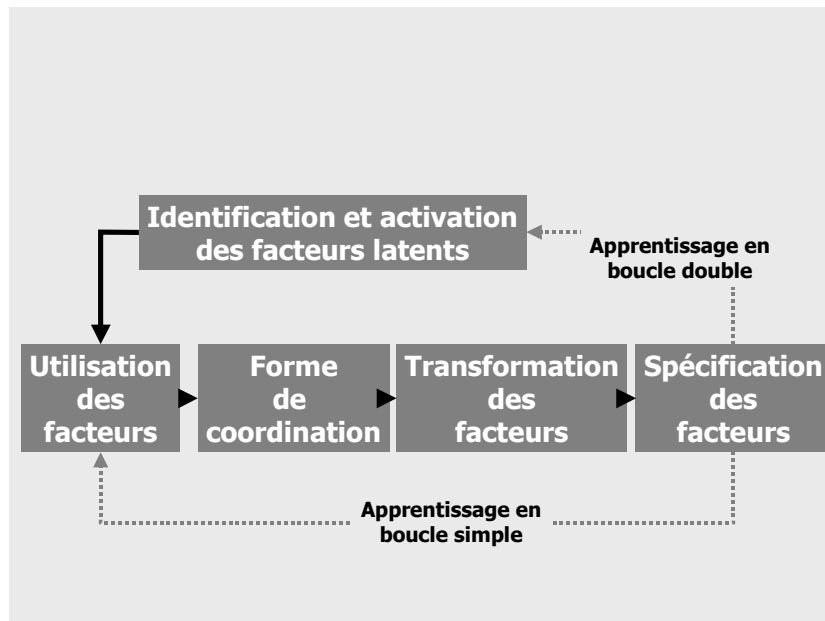 Identification et activation
des facteurs latents
Apprentissage en
boucle double
Utilisation
des
facteurs
Forme
de
coordination
Transformation
des
facteurs
Spécification
des
facteurs
Apprentissage en
boucle simple